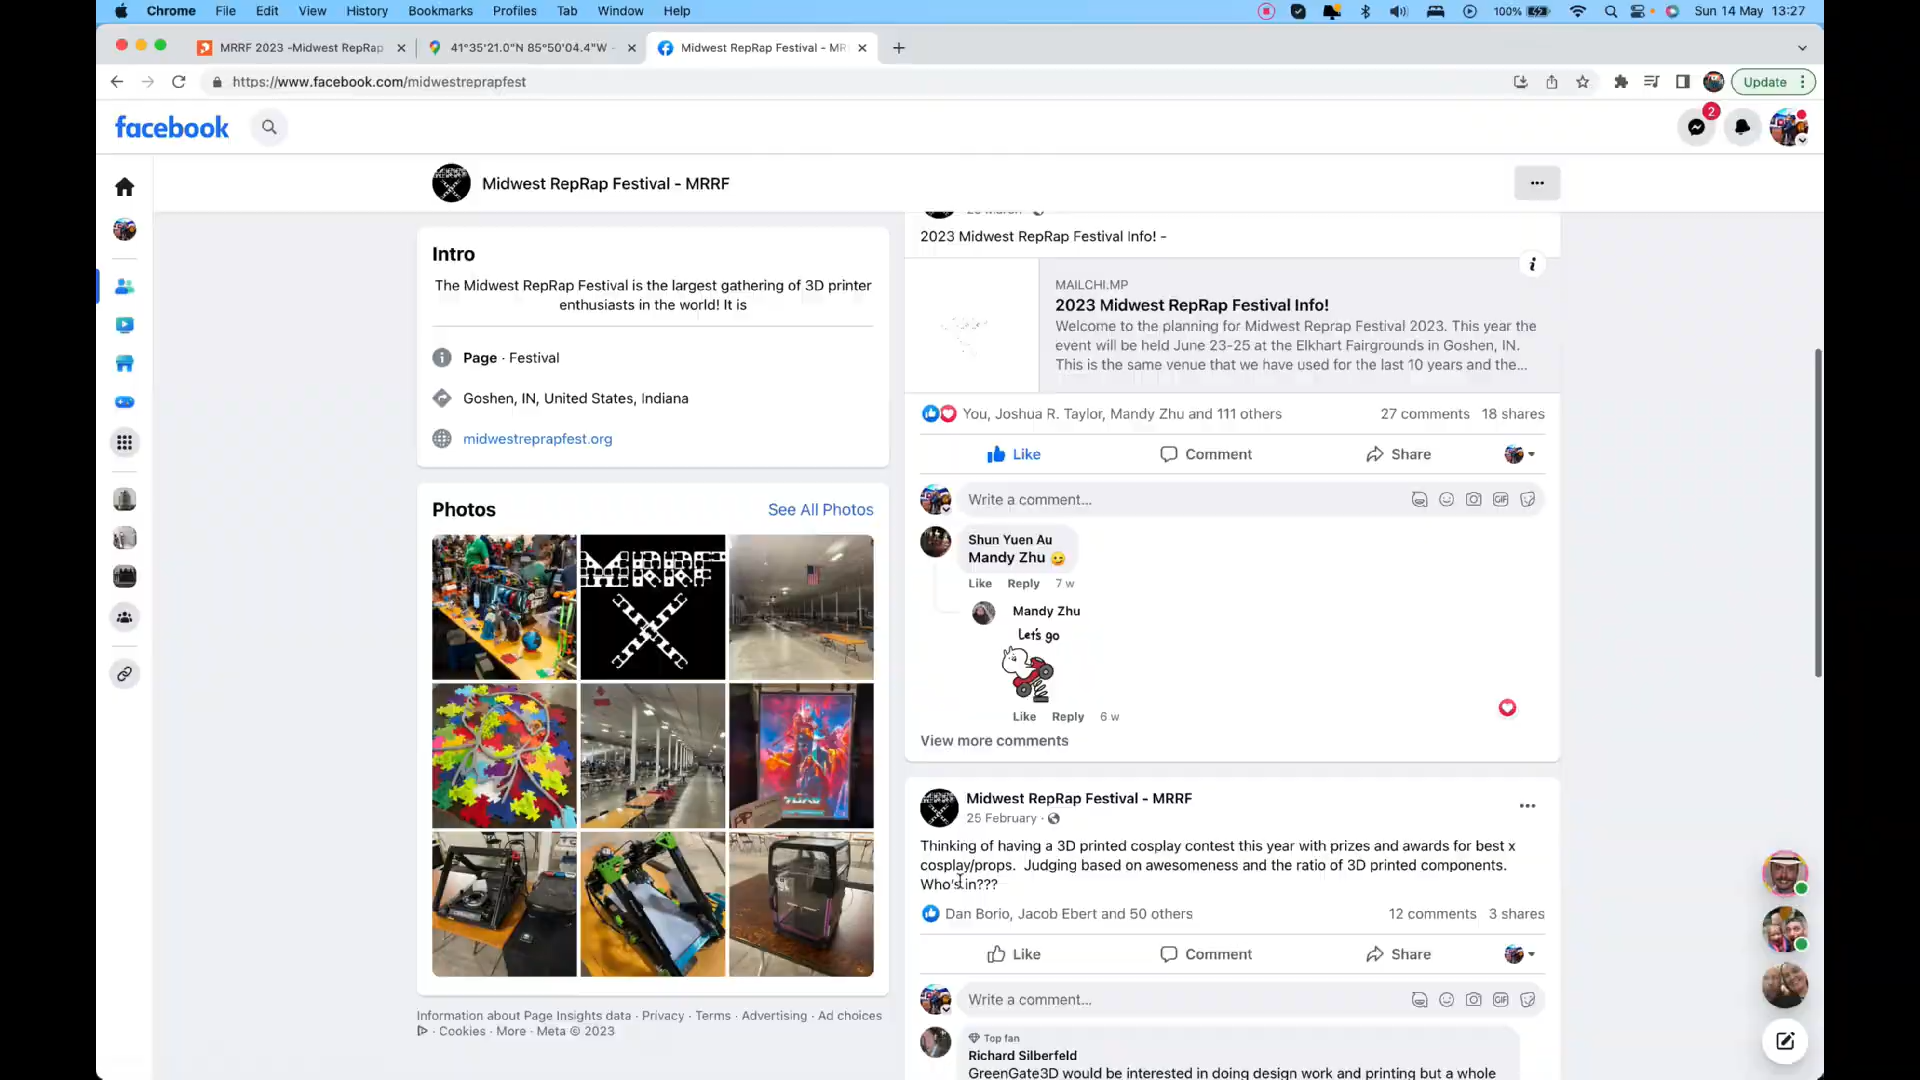 Chrome File Edit View History Bookmarks Profiles Tab Window Help
100% Sun 14 May 13:27
MRRF 2023 -Midwest RepRap
41°35'21.0"N 85°50'04.4"W -
Midwest RepRap Festival - MR
https://www.facebook.com/midwestreprapfest
Update
facebook
2
Midwest RepRap Festival - MRRF
Intro
The Midwest RepRap Festival is the largest gathering of 3D printer
enthusiasts in the world! It is
Page · Festival
Goshen, IN, United States, Indiana
midwestreprapfest.org
Photos
See All Photos
MRRF
Information about Page Insights data · Privacy · Terms · Advertising · Ad choices
· Cookies · More · Meta © 2023
2023 Midwest RepRap Festival Info! -
MAILCHI.MP
2023 Midwest RepRap Festival Info!
Welcome to the planning for Midwest Reprap Festival 2023. This year the
event will be held June 23-25 at the Elkhart Fairgrounds in Goshen, IN.
This is the same venue that we have used for the last 10 years and the...
You, Joshua R. Taylor, Mandy Zhu and 111 others
27 comments 18 shares
Like Comment Share
Write a comment...
GIF
Shun Yuen Au
Mandy Zhu 🥴
Like Reply 7 w
Mandy Zhu
Let's go
Like Reply 6 w
View more comments
Midwest RepRap Festival - MRRF
25 February ·
Thinking of having a 3D printed cosplay contest this year with prizes and awards for best x
cosplay/props. Judging based on awesomeness and the ratio of 3D printed components.
Who's in???
Dan Borio, Jacob Ebert and 50 others
12 comments 3 shares
Like Comment Share
Write a comment...
GIF
Top fan
Richard Silberfeld
GreenGate3D would be interested in doing design work and printing but a whole